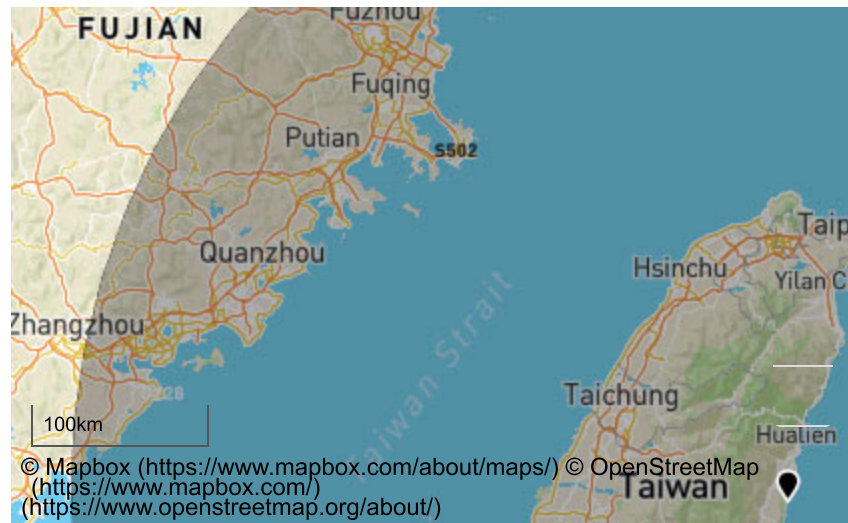 Fuzhou
FUJIAN
Fuqing
Putian
S502
Taip
Quanzhou
Hsinchu
Yilan C
Zhangzhou
Taiwan Strait
Taichung
100km
Hualien
© Mapbox (https://www.mapbox.com/about/maps/) © OpenStreetMap
(https://www.mapbox.com/)
Taiwan
(https://www.openstreetmap.org/about/)